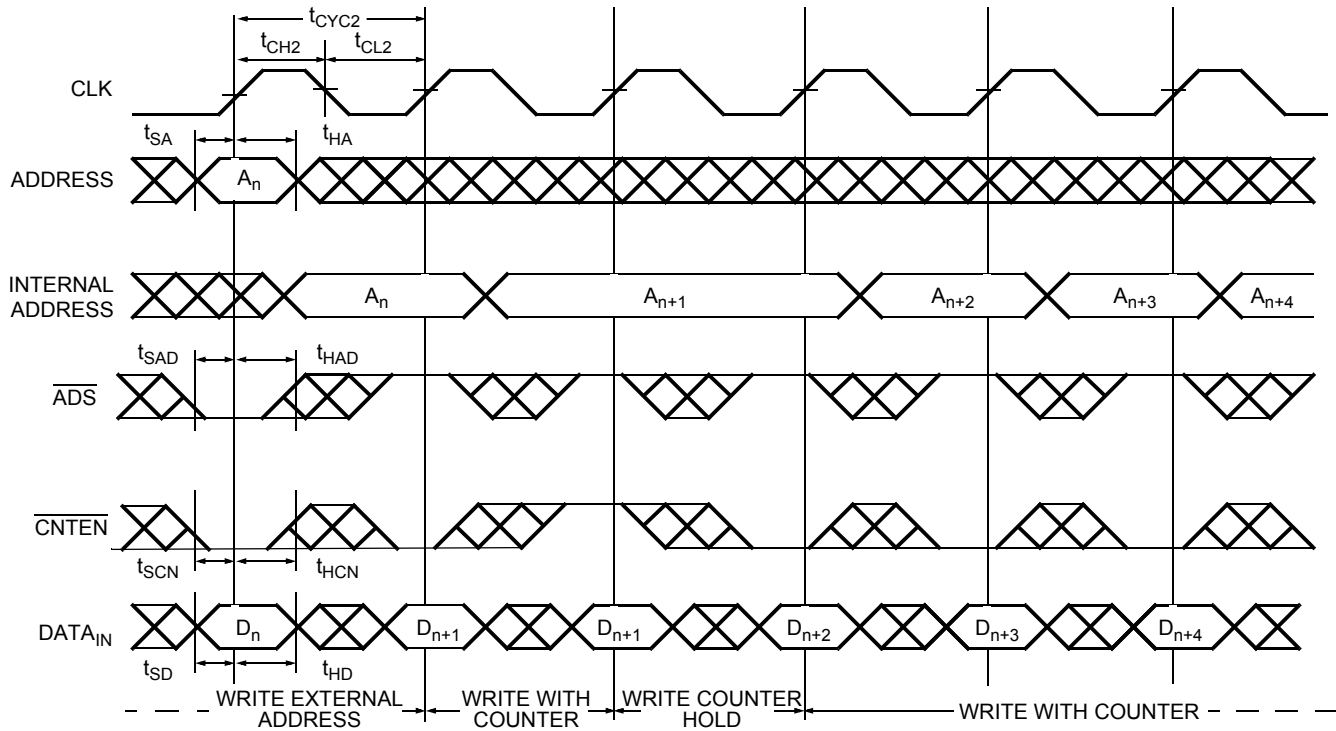 tCYC2
tCH2 tCL2
CLK
tSA tHA
ADDRESS An
INTERNAL
ADDRESS An An+1 An+2 An+3 An+4
tSAD tHAD
ADS
CNTEN
tSCN tHCN
DATAIN Dn Dn+1 Dn+1 Dn+2 Dn+3 Dn+4
tSD tHD
WRITE EXTERNAL
ADDRESS
WRITE WITH
COUNTER
WRITE COUNTER
HOLD
WRITE WITH COUNTER